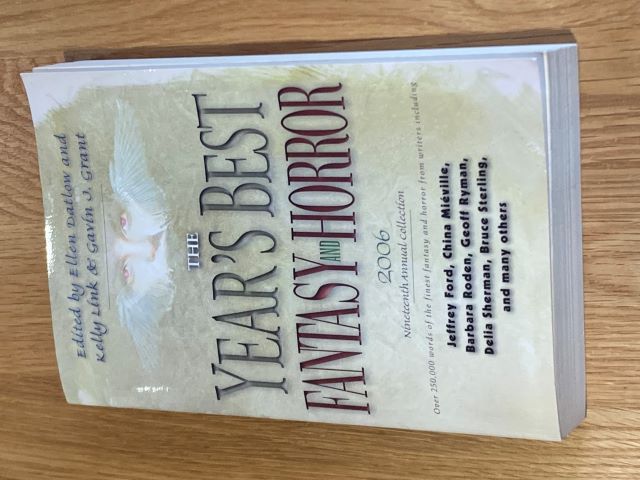 Edited by Ellen Datlow and
Kelly Link & Gavin J. Grant
THE
YEAR'S BEST
FANTASY AND HORROR
2006
Nineteenth Annual Collection
Over 250,000 words of the finest fantasy and horror from writers including
Jeffrey Ford, China Miéville,
Barbara Roden, Geoff Ryman,
Delia Sherman, Bruce Sterling,
and many others